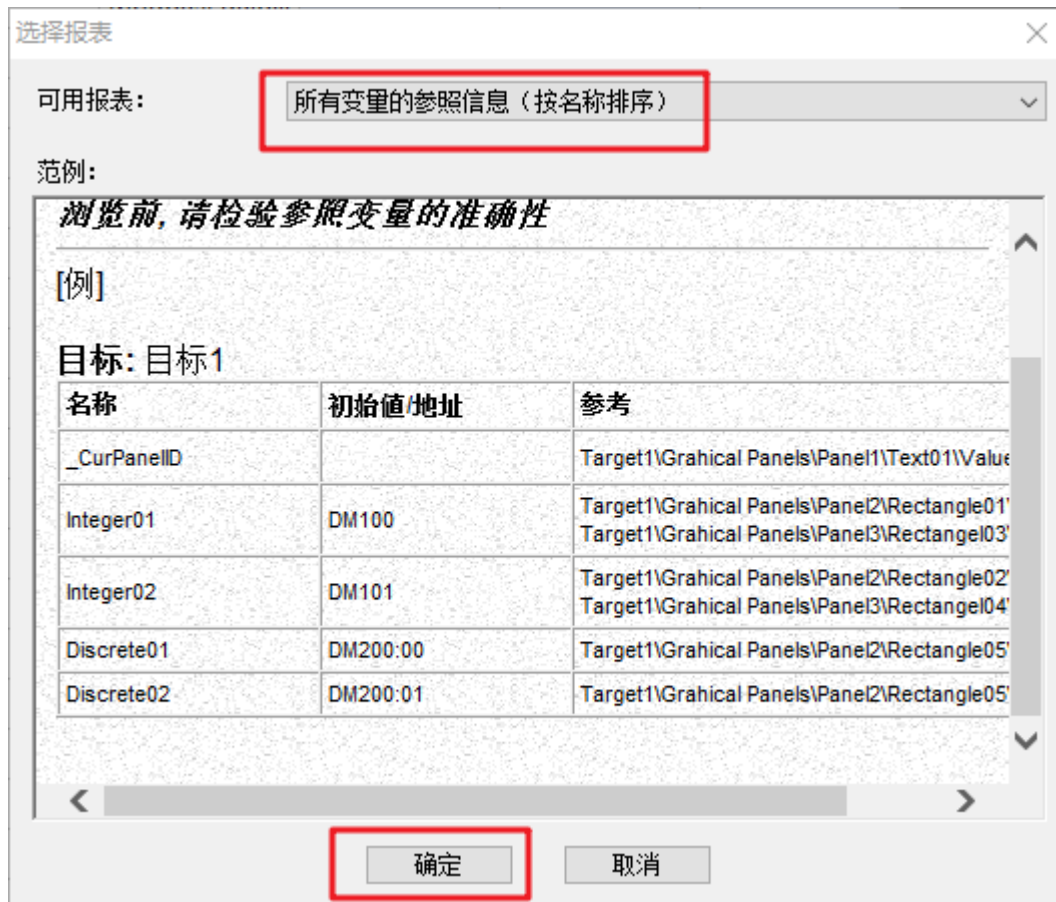 选择报表
可用报表：
所有变量的参照信息（按名称排序）
范例：
浏览前, 请检验参照变量的准确性
[例]
目标: 目标1
名称 初始值/地址 参考
_CurPanelID Target1\Grahical Panels\Panel1\Text01\Value
Integer01 DM100 Target1\Grahical Panels\Panel2\Rectangle01\
Target1\Grahical Panels\Panel3\Rectangel03\
Integer02 DM101 Target1\Grahical Panels\Panel2\Rectangle02\
Target1\Grahical Panels\Panel3\Rectangel04\
Discrete01 DM200:00 Target1\Grahical Panels\Panel2\Rectangle05\
Discrete02 DM200:01 Target1\Grahical Panels\Panel2\Rectangle05\
确定 取消